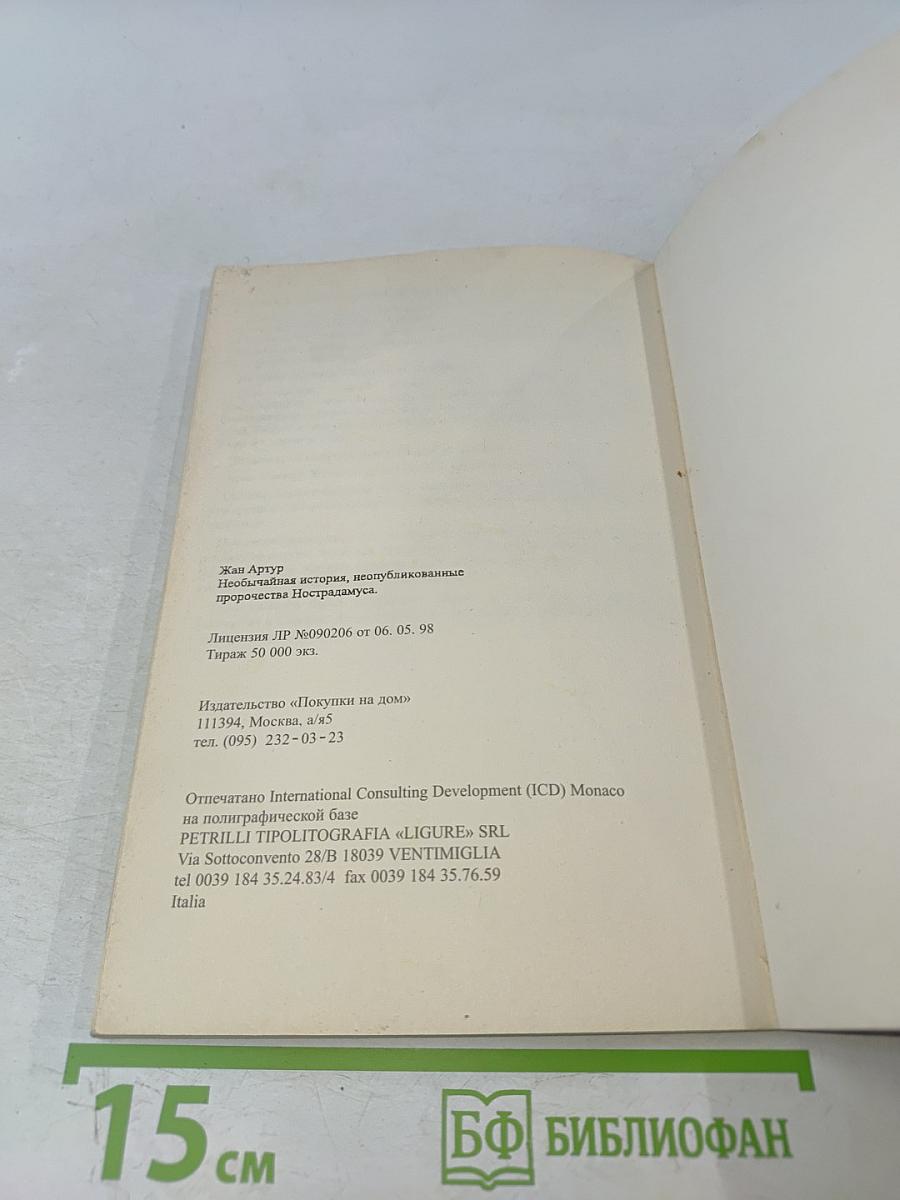 Жан Артур
Необычайная история, неопубликованные
пророчества Нострадамуса.
Лицензия ЛР №090206 от 06. 05. 98
Тираж 50 000 экз.
Издательство «Покупки на дом»
111394, Москва, а/я5
тел. (095) 232-03-23
Отпечатано International Consulting Development (ICD) Monaco
на полиграфической базе
PETRILLI TIPOLITOGRAFIA «LIGURE» SRL
Via Sottoconvento 28/B 18039 VENTIMIGLIA
tel 0039 184 35.24.83/4 fax 0039 184 35.76.59
Italia
15 см
БФ БИБЛИОФАН